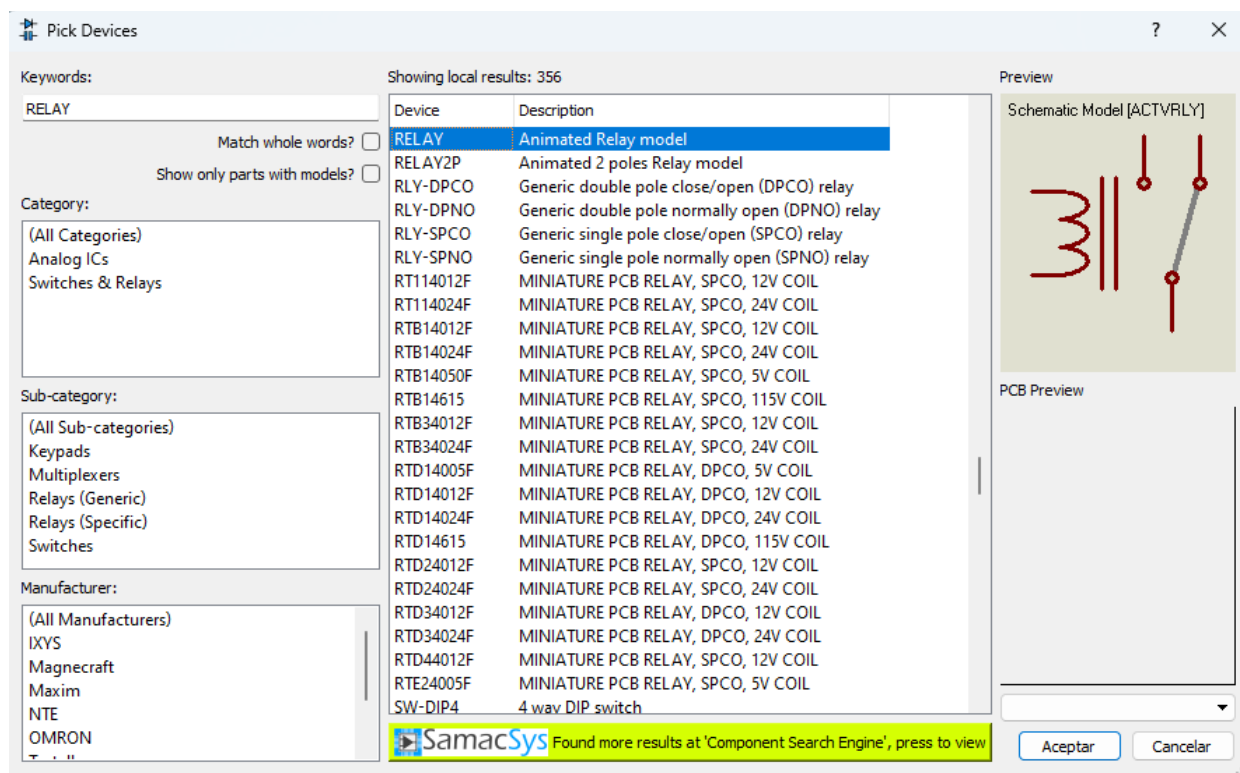 Pick Devices
?
Keywords:
RELAY
Match whole words?
Show only parts with models?
Category:
(All Categories)
Analog ICs
Switches & Relays
Sub-category:
(All Sub-categories)
Keypads
Multiplexers
Relays (Generic)
Relays (Specific)
Switches
Manufacturer:
(All Manufacturers)
IXYS
Magnecraft
Maxim
NTE
OMRON
Showing local results: 356
Device Description
RELAY Animated Relay model
RELAY2P Animated 2 poles Relay model
RLY-DPCO Generic double pole close/open (DPCO) relay
RLY-DPNO Generic double pole normally open (DPNO) relay
RLY-SPCO Generic single pole close/open (SPCO) relay
RLY-SPNO Generic single pole normally open (SPNO) relay
RT114012F MINIATURE PCB RELAY, SPCO, 12V COIL
RT114024F MINIATURE PCB RELAY, SPCO, 24V COIL
RTB14012F MINIATURE PCB RELAY, SPCO, 12V COIL
RTB14024F MINIATURE PCB RELAY, SPCO, 24V COIL
RTB14050F MINIATURE PCB RELAY, SPCO, 5V COIL
RTB14615 MINIATURE PCB RELAY, SPCO, 115V COIL
RTB34012F MINIATURE PCB RELAY, SPCO, 12V COIL
RTB34024F MINIATURE PCB RELAY, SPCO, 24V COIL
RTD14005F MINIATURE PCB RELAY, DPCO, 5V COIL
RTD14012F MINIATURE PCB RELAY, DPCO, 12V COIL
RTD14024F MINIATURE PCB RELAY, DPCO, 24V COIL
RTD14615 MINIATURE PCB RELAY, DPCO, 115V COIL
RTD24012F MINIATURE PCB RELAY, SPCO, 12V COIL
RTD24024F MINIATURE PCB RELAY, SPCO, 24V COIL
RTD34012F MINIATURE PCB RELAY, DPCO, 12V COIL
RTD34024F MINIATURE PCB RELAY, DPCO, 24V COIL
RTD44012F MINIATURE PCB RELAY, SPCO, 12V COIL
RTE24005F MINIATURE PCB RELAY, SPCO, 5V COIL
SW-DIP4 4 way DIP switch
SamacSys Found more results at 'Component Search Engine', press to view
Preview
Schematic Model [ACTVRLY]
PCB Preview
Aceptar Cancelar